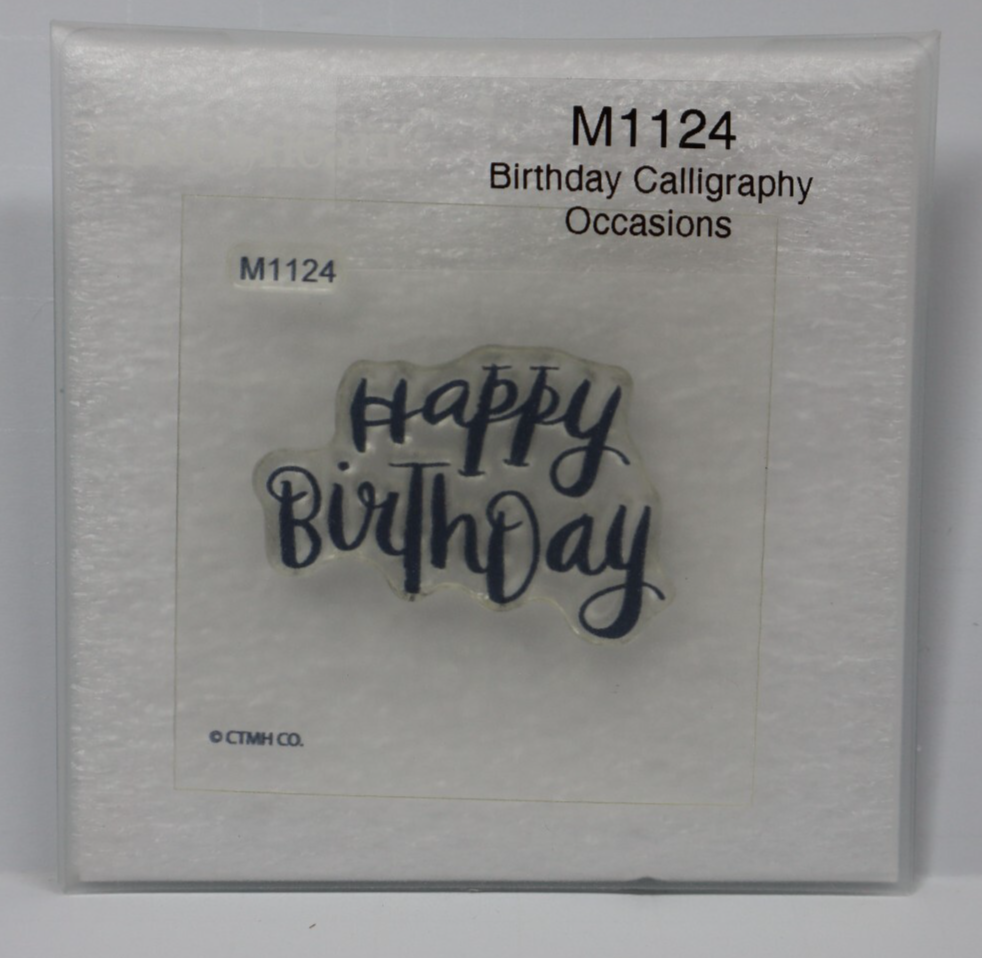 M1124
Birthday Calligraphy
Occasions
M1124
Happy
BirthDay
© CTMH CO.